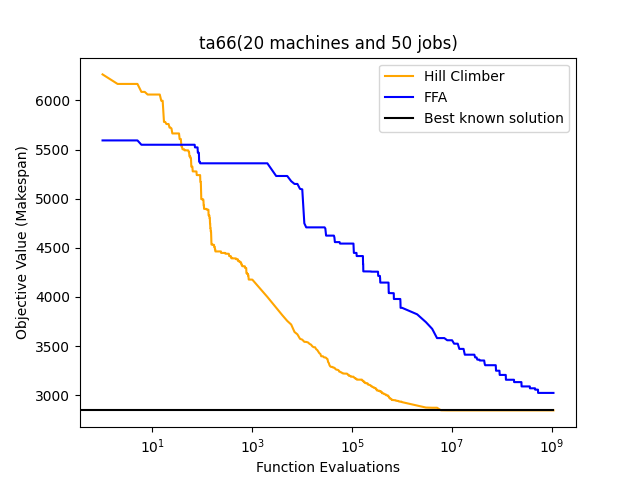 ta66(20 machines and 50 jobs)
Hill Climber
FFA
Best known solution
Objective Value (Makespan)
6000
5500
5000
4500
4000
3500
3000
10^1 10^3 10^5 10^7 10^9
Function Evaluations